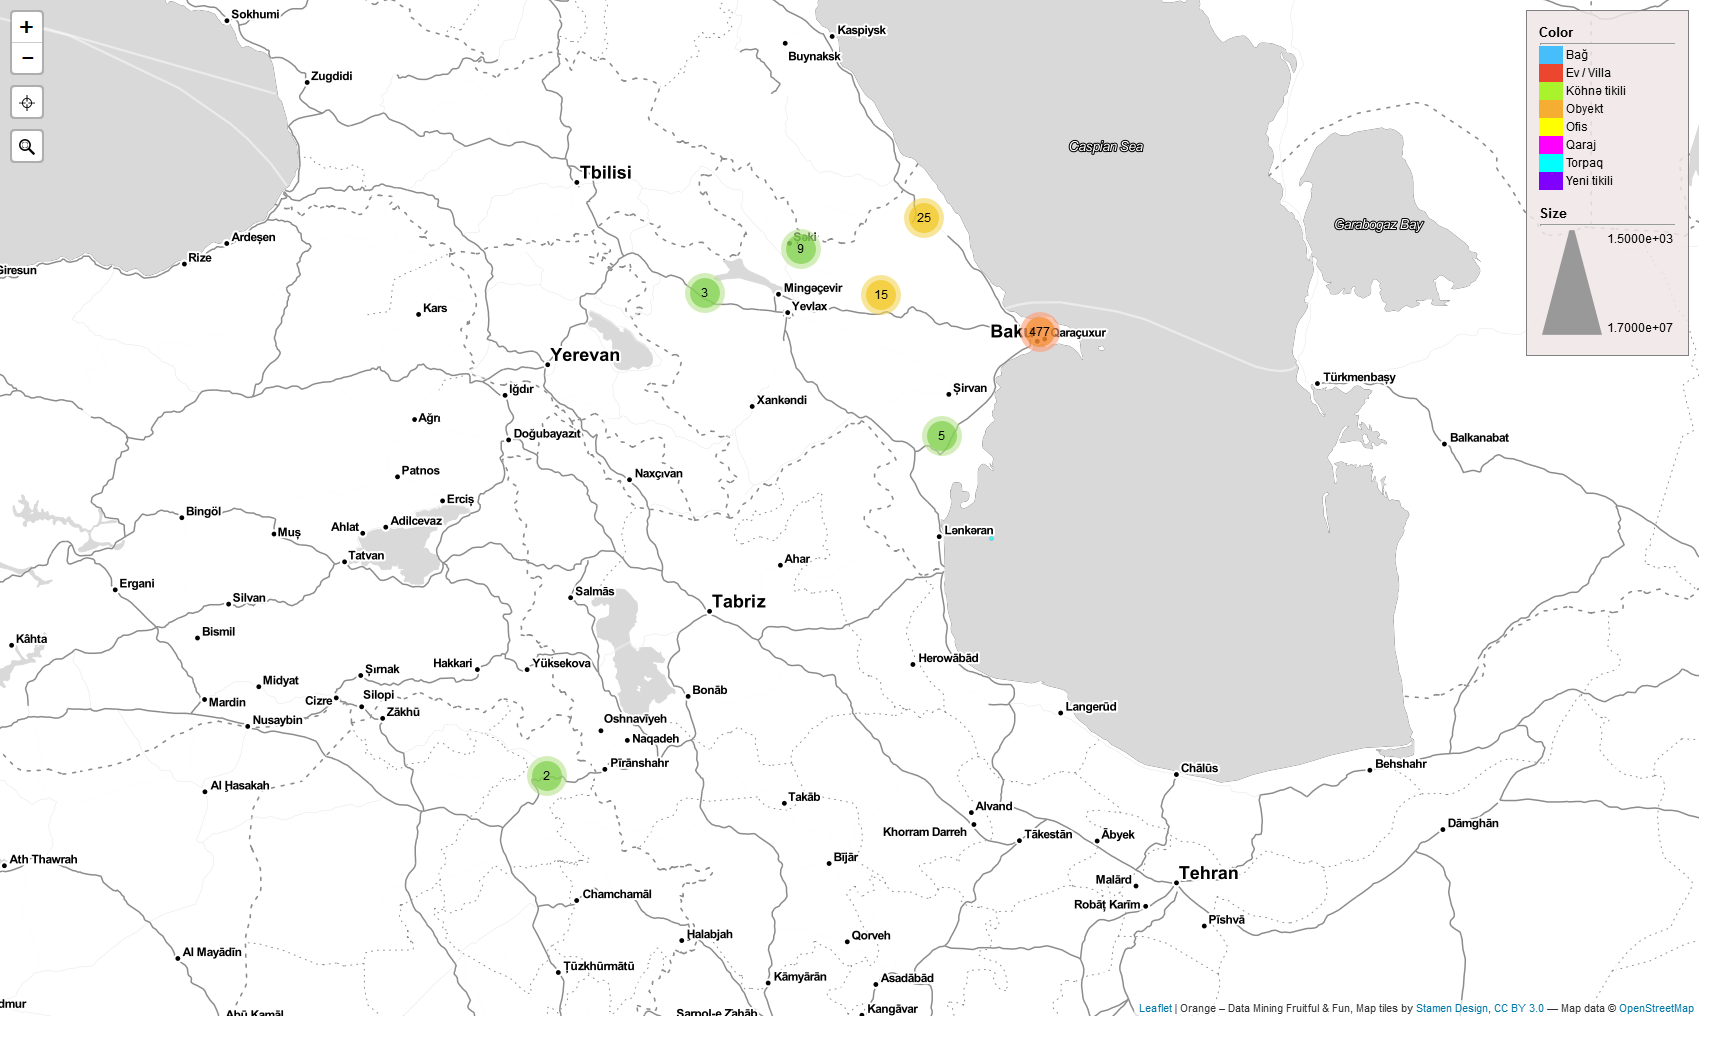 +
−
Sokhumi
Kaspiysk
Buynaksk
Zugdidi
Caspian Sea
Tbilisi
Garabogaz Bay
25
Şəki
9
Ardeşen
Rize
Giresun
3
Mingəçevir
15
Yevlax
Kars
Baku
477
Qaraçuxur
Yerevan
Türkmenbaşy
Iğdır
Şirvan
Xankəndi
Ağrı
Doğubayazıt
5
Balkanabat
Patnos
Naxçıvan
Erciş
Bingöl
Ahlat
Adilcevaz
Muş
Lənkəran
Tatvan
Ahar
Ergani
Salmās
Silvan
Tabriz
Bismil
Kâhta
Hakkari
Yüksekova
Herowābād
Şırnak
Midyat
Bonāb
Mardin
Cizre
Silopi
Zākhū
Langerūd
Nusaybin
Oshnavīyeh
Naqadeh
Pīrānshahr
2
Chālūs
Behshahr
Al Ḩasakah
Takāb
Alvand
Khorram Darreh
Tākestān
Ābyek
Dāmghān
Ath Thawrah
Bījār
Tehran
Malārd
Chamchamāl
Robāţ Karīm
Pīshvā
Ḩalabjah
Qorveh
Al Mayādīn
Ţūzkhūrmātū
Kāmyārān
Asadābād
dmur
Abū Kamāl
Sarpol-e Z̄ahāb
Kangāvar
Color
Bağ
Ev / Villa
Köhnə tikili
Obyekt
Ofis
Qaraj
Torpaq
Yeni tikili
Size
1.5000e+03
1.7000e+07
Leaflet | Orange – Data Mining Fruitful & Fun, Map tiles by Stamen Design, CC BY 3.0 — Map data © OpenStreetMap